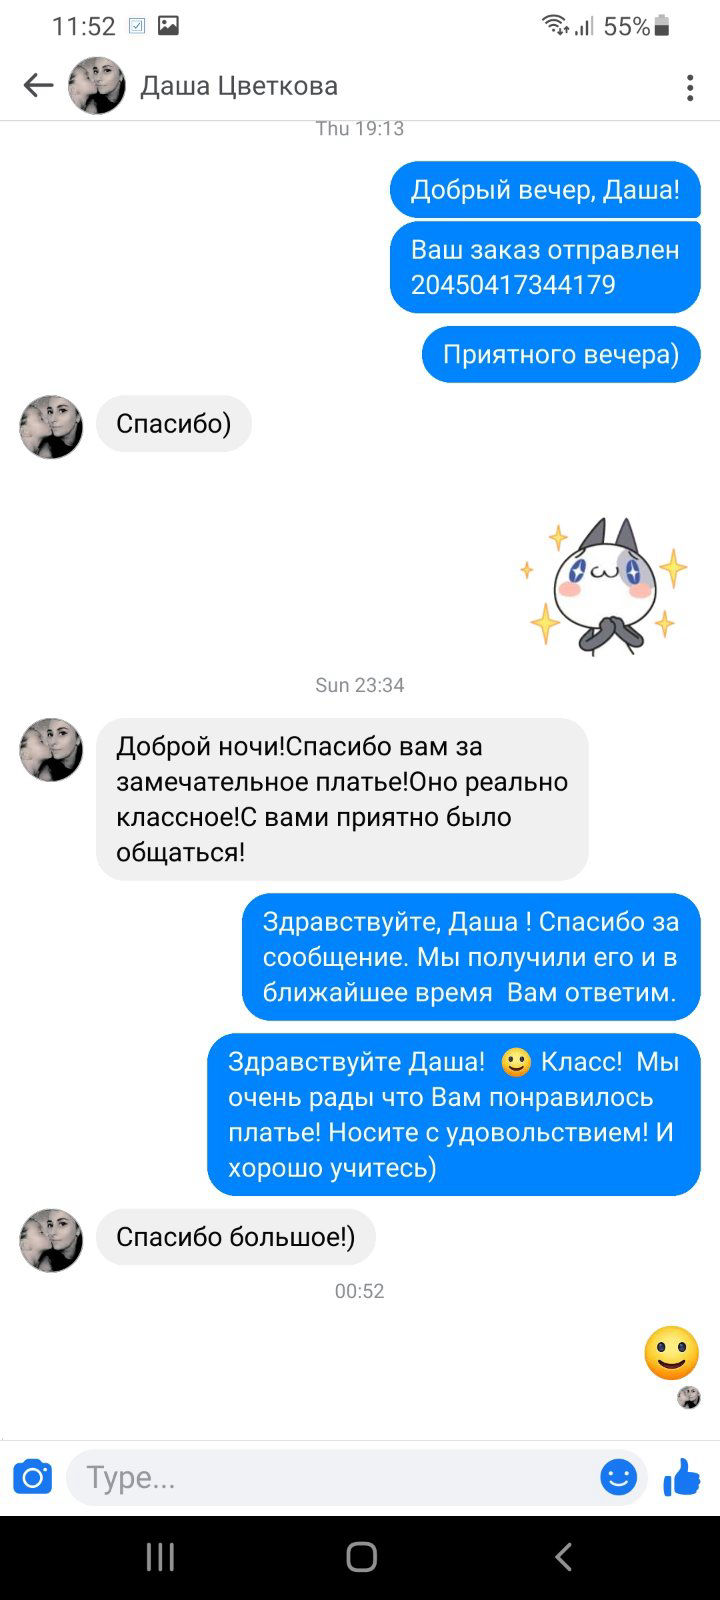 11:52 55%
Даша Цветкова
Thu 19:13
Добрый вечер, Даша!
Ваш заказ отправлен
20450417344179
Приятного вечера)
Спасибо)
Sun 23:34
Доброй ночи!Спасибо вам за
замечательное платье!Оно реально
классное!С вами приятно было
общаться!
Здравствуйте, Даша ! Спасибо за
сообщение. Мы получили его и в
ближайшее время  Вам ответим.
Здравствуйте Даша!  🙂 Класс!  Мы
очень рады что Вам понравилось
платье! Носите с удовольствием! И
хорошо учитесь)
Спасибо большое!)
00:52
Type...